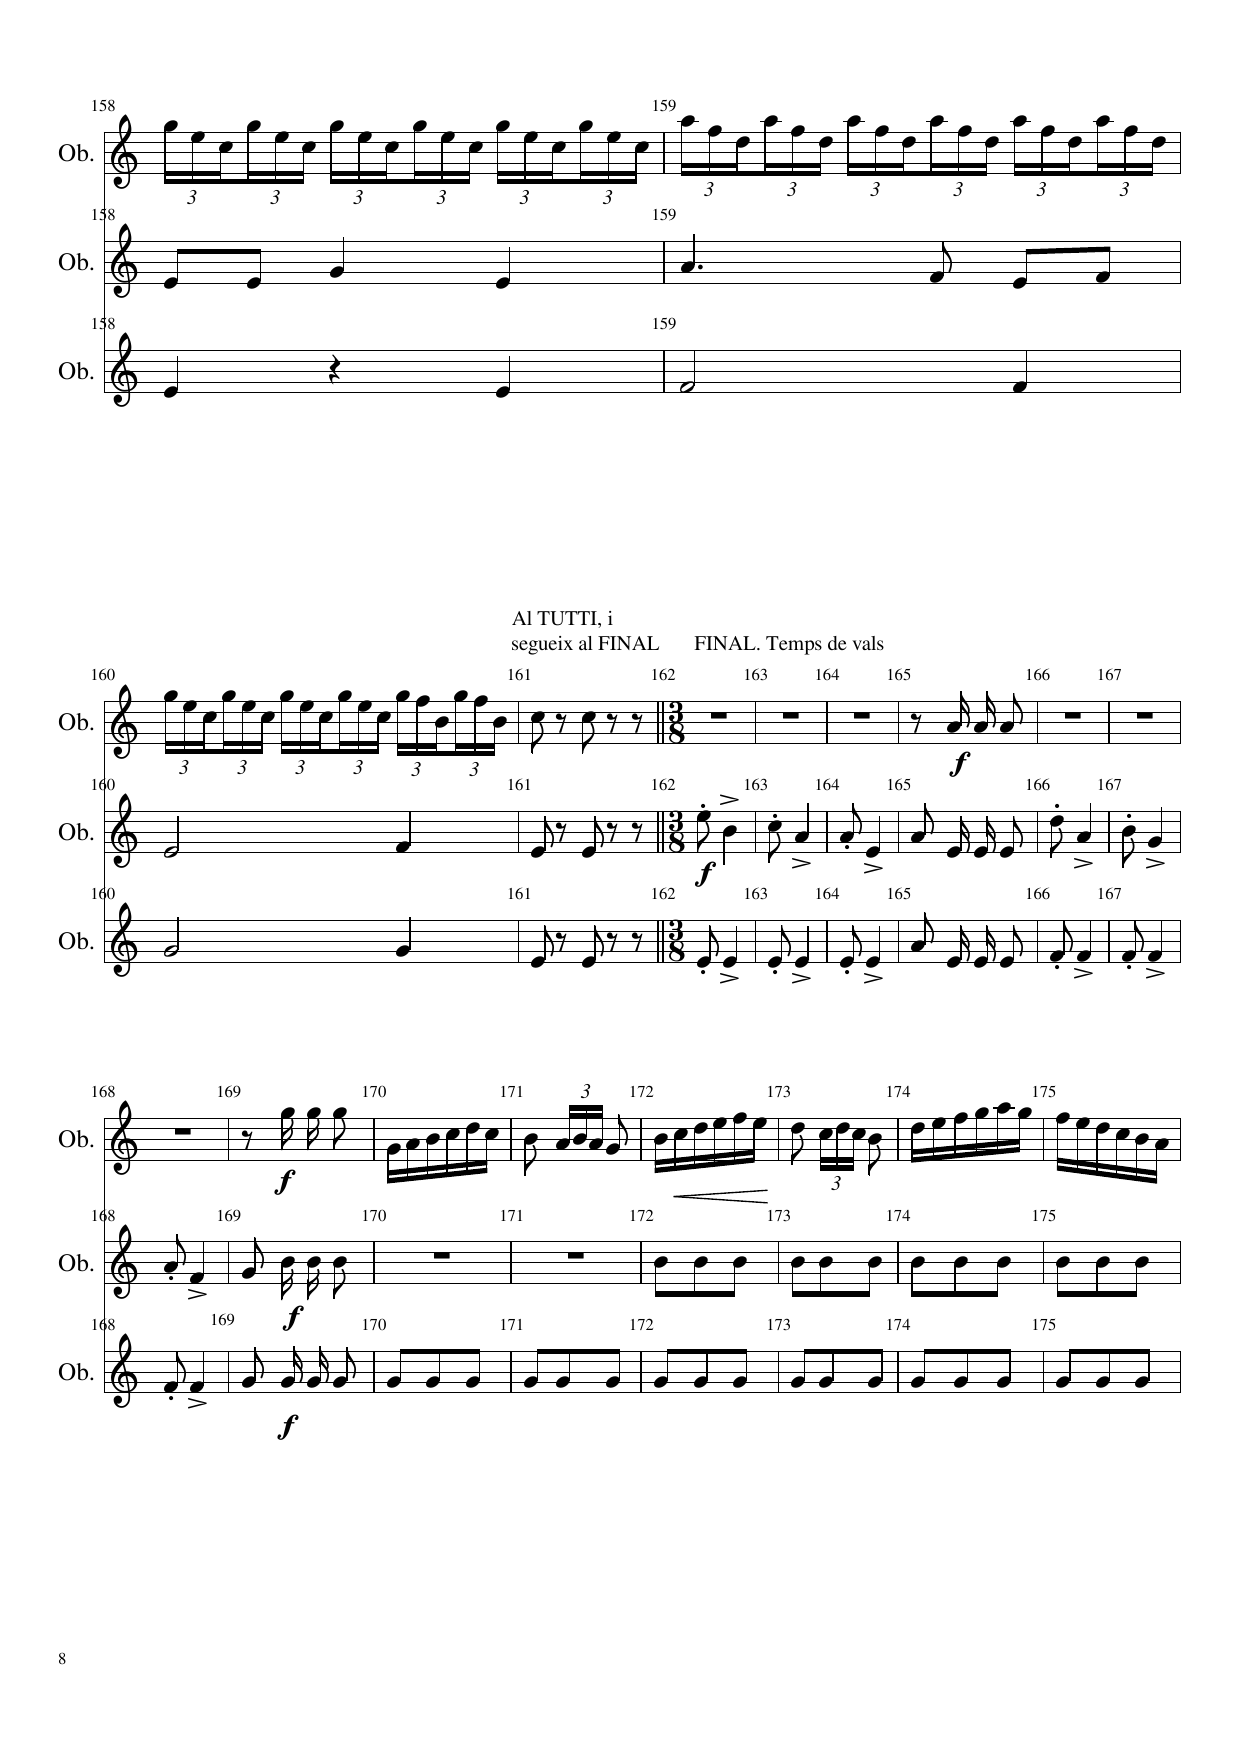 158 159
Ob.
3 3 3 3 3 3 3 3 3 3 3 3
158 159
Ob.
158 159
Ob.
Al TUTTI, i
segueix al FINAL FINAL. Temps de vals
160 161 162 163 164 165 166 167
Ob. 3 8
3 3 3 3 3 3 f
160 161 162 163 164 165 166 167
Ob. 3 8
f
160 161 162 163 164 165 166 167
Ob. 3 8
168 169 170 171 3 172 173 174 175
Ob.
f 3
168 169 170 171 172 173 174 175
Ob.
f
168 169 170 171 172 173 174 175
Ob.
f
8